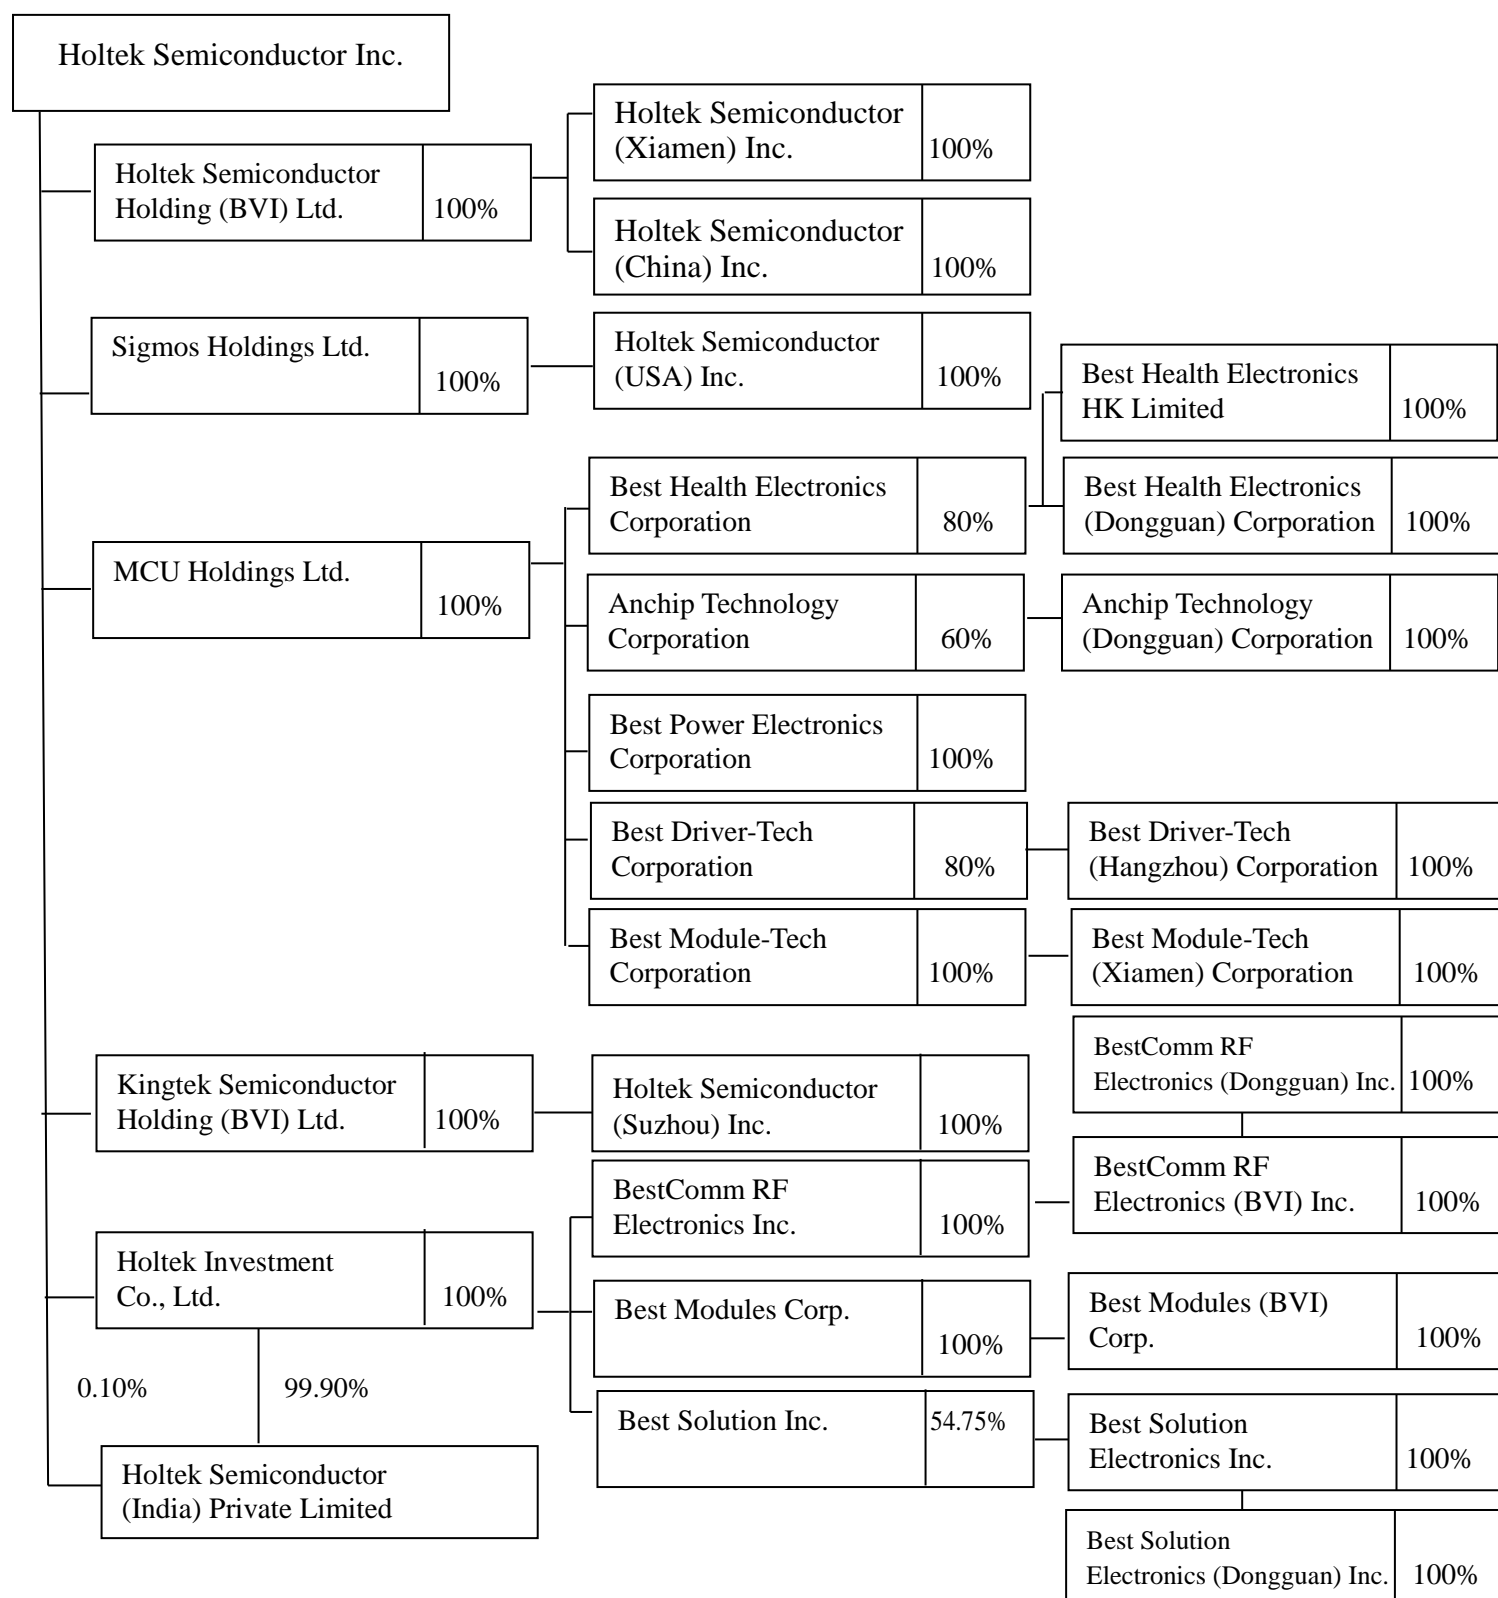 Holtek Semiconductor Inc.
Holtek Semiconductor
Holding (BVI) Ltd.
100%
Holtek Semiconductor
(Xiamen) Inc.
100%
Holtek Semiconductor
(China) Inc.
100%
Sigmos Holdings Ltd.
100%
Holtek Semiconductor
(USA) Inc.
100%
MCU Holdings Ltd.
100%
Best Health Electronics
Corporation
80%
Best Health Electronics
HK Limited
100%
Best Health Electronics
(Dongguan) Corporation
100%
Anchip Technology
Corporation
60%
Anchip Technology
(Dongguan) Corporation
100%
Best Power Electronics
Corporation
100%
Best Driver-Tech
Corporation
80%
Best Driver-Tech
(Hangzhou) Corporation
100%
Best Module-Tech
Corporation
100%
Best Module-Tech
(Xiamen) Corporation
100%
Kingtek Semiconductor
Holding (BVI) Ltd.
100%
Holtek Semiconductor
(Suzhou) Inc.
100%
BestComm RF
Electronics (Dongguan) Inc.
100%
Holtek Investment
Co., Ltd.
100%
BestComm RF
Electronics Inc.
100%
BestComm RF
Electronics (BVI) Inc.
100%
Best Modules Corp.
100%
Best Modules (BVI)
Corp.
100%
Best Solution Inc.
54.75%
Best Solution
Electronics Inc.
100%
Best Solution
Electronics (Dongguan) Inc.
100%
0.10%
99.90%
Holtek Semiconductor
(India) Private Limited